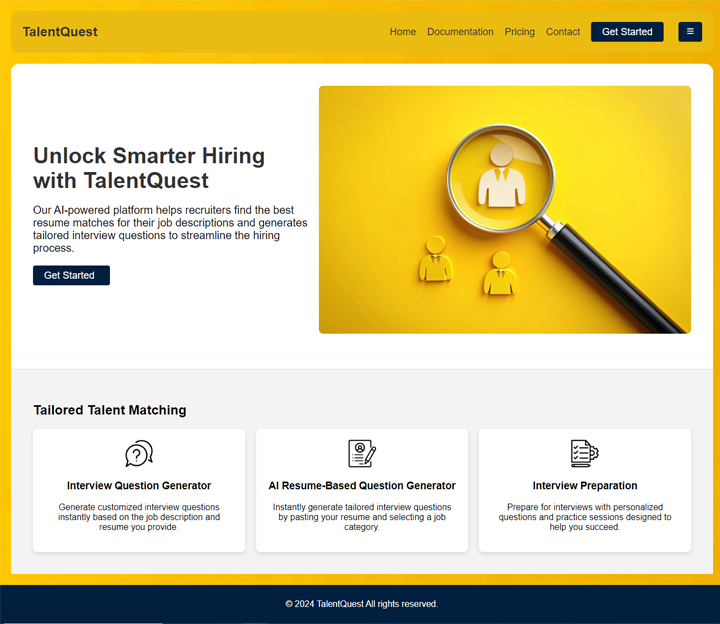 TalentQuest
Home Documentation Pricing Contact Get Started
Unlock Smarter Hiring
with TalentQuest
Our AI-powered platform helps recruiters find the best
resume matches for their job descriptions and generates
tailored interview questions to streamline the hiring
process.
Get Started
Tailored Talent Matching
Interview Question Generator
Generate customized interview questions
instantly based on the job description and
resume you provide.
AI Resume-Based Question Generator
Instantly generate tailored interview questions
by pasting your resume and selecting a job
category.
Interview Preparation
Prepare for interviews with personalized
questions and practice sessions designed to
help you succeed.
© 2024 TalentQuest All rights reserved.